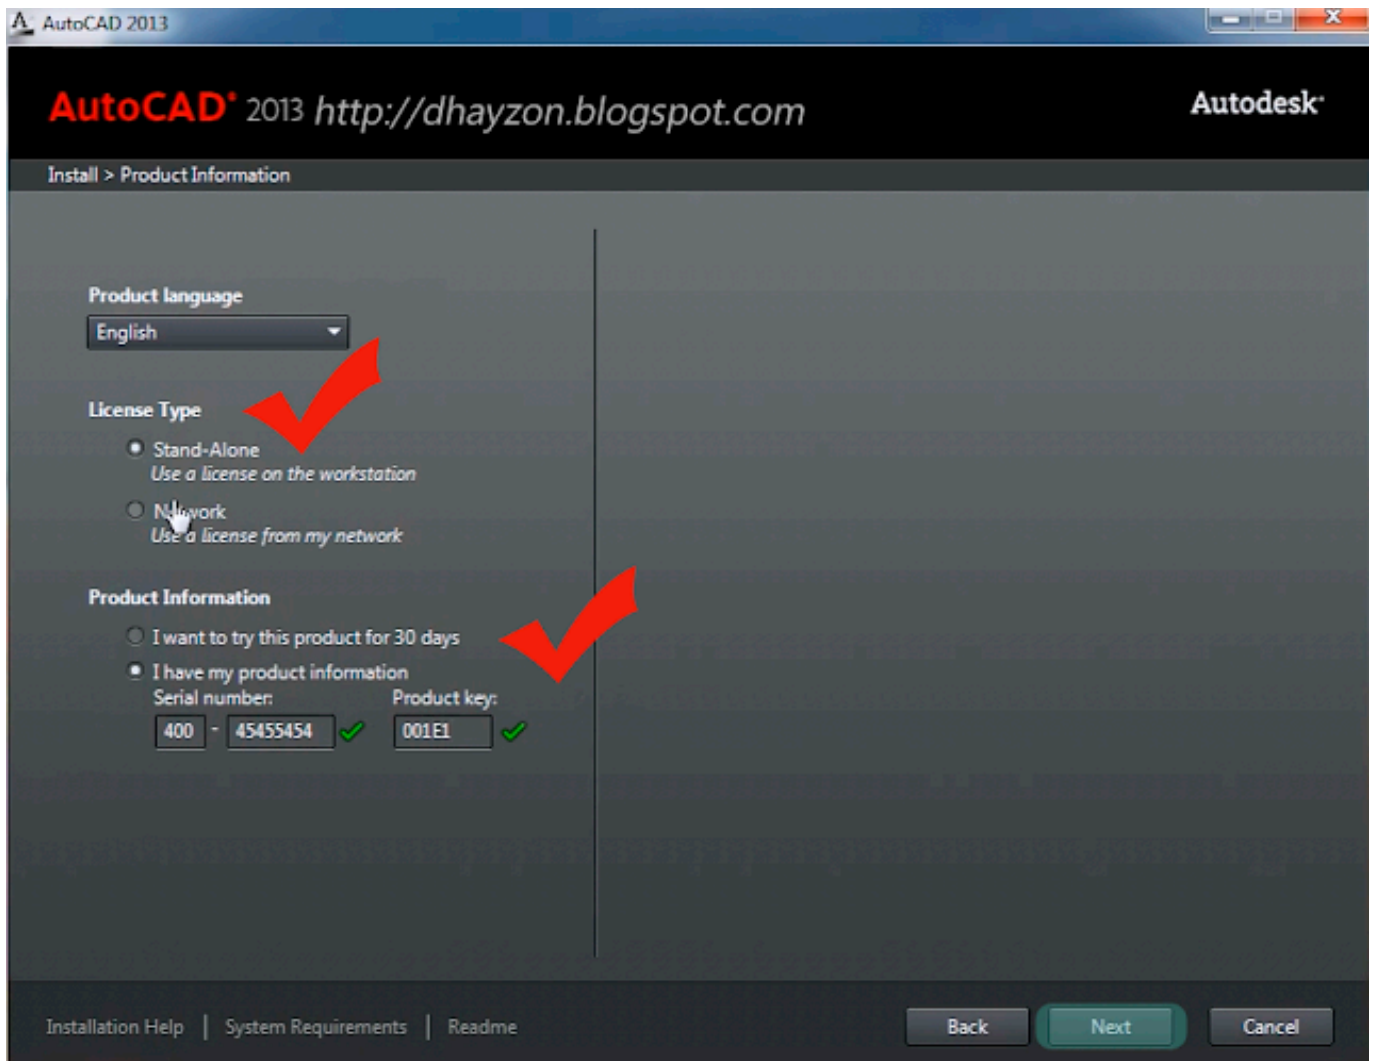 AutoCAD 2013
AutoCAD® 2013 http://dhayzon.blogspot.com
Autodesk®
Install > Product Information
Product language
English
License Type
Stand-Alone
Use a license on the workstation
Network
Use a license from my network
Product Information
I want to try this product for 30 days
I have my product information
Serial number: Product key:
400 - 45455454 001E1
Installation Help | System Requirements | Readme
Back Next Cancel